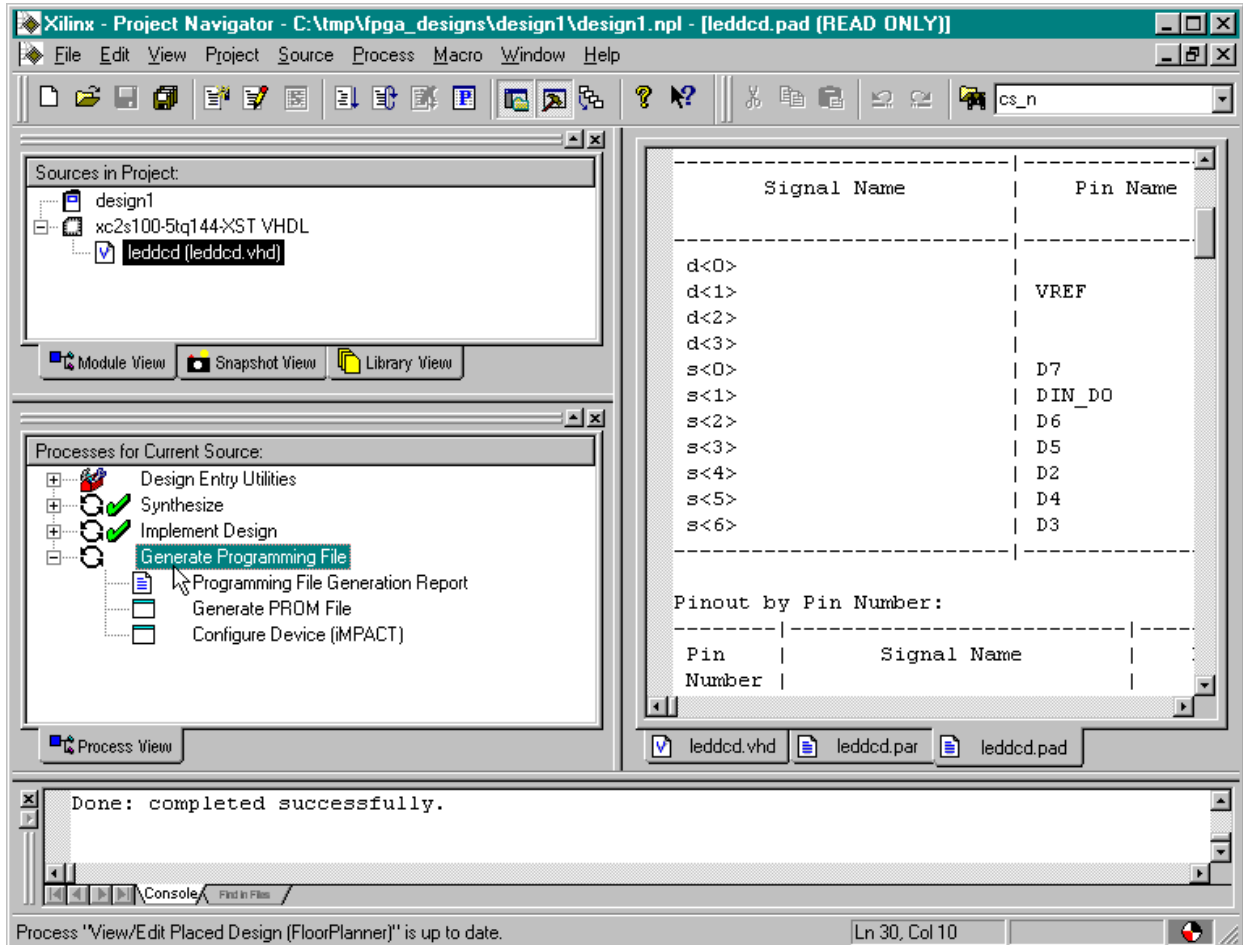 Xilinx - Project Navigator - C:\tmp\fpga_designs\design1\design1.npl - [leddcd.pad (READ ONLY)]
File Edit View Project Source Process Macro Window Help
cs_n
Sources in Project:
design1
xc2s100-5tq144-XST VHDL
leddcd (leddcd.vhd)
Module View Snapshot View Library View
Processes for Current Source:
Design Entry Utilities
Synthesize
Implement Design
Generate Programming File
Programming File Generation Report
Generate PROM File
Configure Device (iMPACT)
Process View
---------------------------|--------------
Signal Name | Pin Name
|
---------------------------|--------------
d<0> |
d<1> | VREF
d<2> |
d<3> |
s<0> | D7
s<1> | DIN_D0
s<2> | D6
s<3> | D5
s<4> | D2
s<5> | D4
s<6> | D3
---------------------------|--------------
Pinout by Pin Number:
--------|---------------------------|----
Pin | Signal Name |
Number | |
leddcd.vhd leddcd.par leddcd.pad
Done: completed successfully.
Console Find in Files
Process "View/Edit Placed Design (FloorPlanner)" is up to date. Ln 30, Col 10